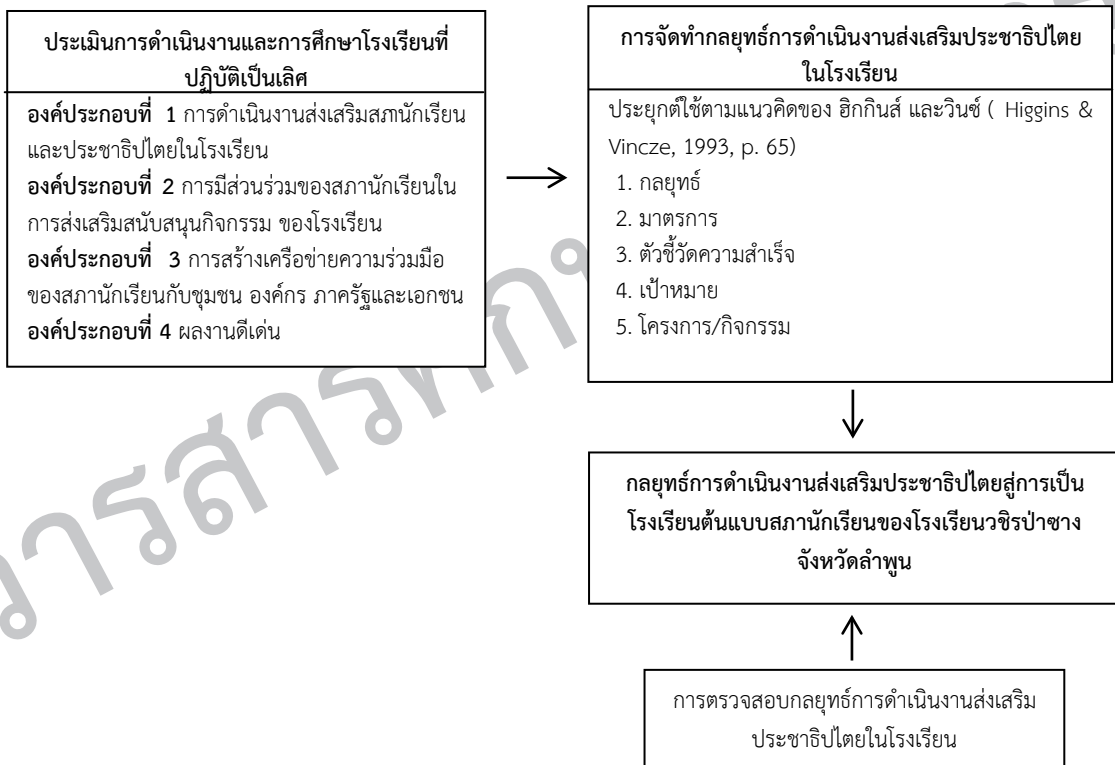 ประเมินการดำเนินงานและการศึกษาโรงเรียนที่
ปฏิบัติเป็นเลิศ
องค์ประกอบที่ 1 การดำเนินงานส่งเสริมสภานักเรียน
และประชาธิปไตยในโรงเรียน
องค์ประกอบที่ 2 การมีส่วนร่วมของสภานักเรียนใน
การส่งเสริมสนับสนุนกิจกรรม ของโรงเรียน
องค์ประกอบที่ 3 การสร้างเครือข่ายความร่วมมือ
ของสภานักเรียนกับชุมชน องค์กร ภาครัฐและเอกชน
องค์ประกอบที่ 4 ผลงานดีเด่น
การจัดทำกลยุทธ์การดำเนินงานส่งเสริมประชาธิปไตย
ในโรงเรียน
ประยุกต์ใช้ตามแนวคิดของ ฮิกกินส์ และวินซ์ ( Higgins &
Vincze, 1993, p. 65)
1. กลยุทธ์
2. มาตรการ
3. ตัวชี้วัดความสำเร็จ
4. เป้าหมาย
5. โครงการ/กิจกรรม
กลยุทธ์การดำเนินงานส่งเสริมประชาธิปไตยสู่การเป็น
โรงเรียนต้นแบบสภานักเรียนของโรงเรียนวชิรป่าซาง
จังหวัดลำพูน
การตรวจสอบกลยุทธ์การดำเนินงานส่งเสริม
ประชาธิปไตยในโรงเรียน